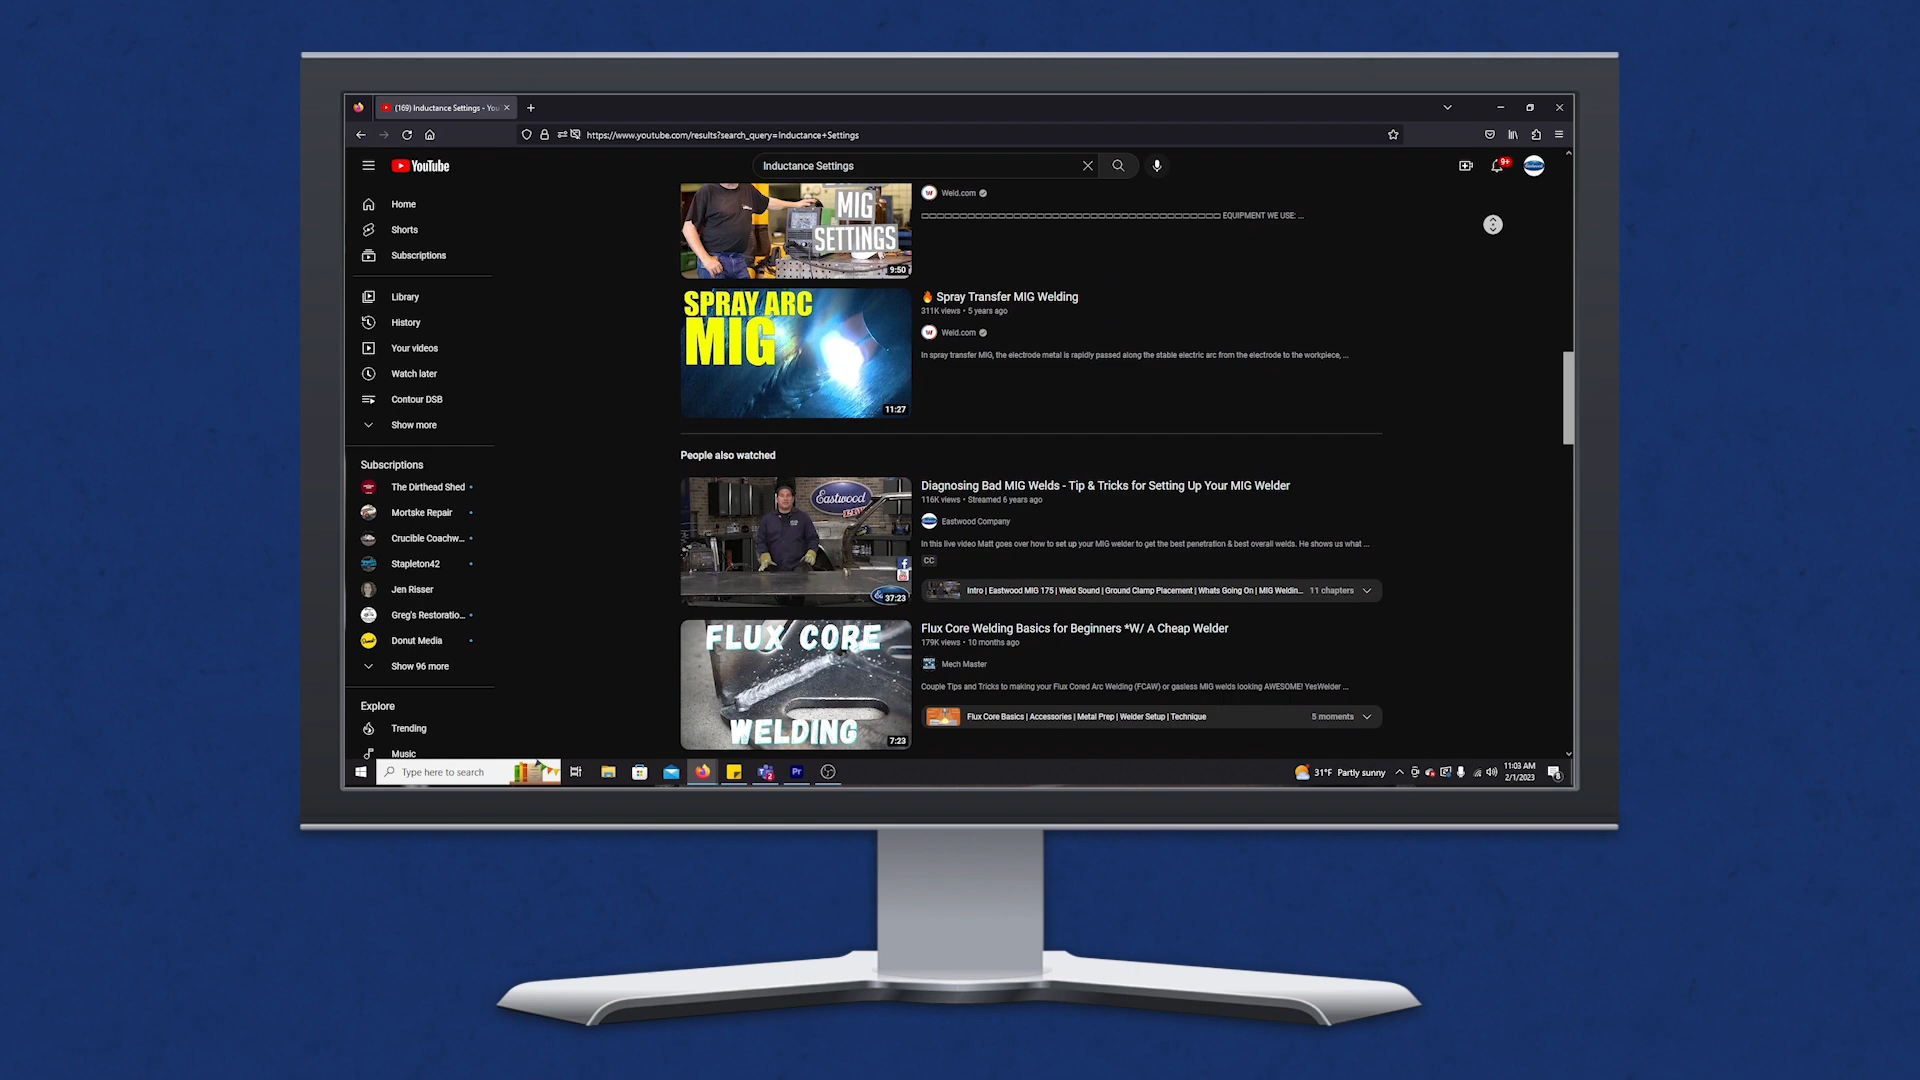 (169) Inductance Settings - You
https://www.youtube.com/results?search_query=Inductance+Settings
YouTube
Inductance Settings
9+
Home
Shorts
Subscriptions
Library
History
Your videos
Watch later
Contour DSB
Show more
Subscriptions
The Dirthead Shed
Mortske Repair
Crucible Coachw...
Stapleton42
Jen Risser
Greg's Restoratio...
Donut Media
Show 96 more
Explore
Trending
Music
MIG
SETTINGS
9:50
Weld.com
EQUIPMENT WE USE: ...
SPRAY ARC
MIG
11:27
🔥 Spray Transfer MIG Welding
311K views • 5 years ago
Weld.com
In spray transfer MIG, the electrode metal is rapidly passed along the stable electric arc from the electrode to the workpiece, ...
People also watched
Eastwood
37:23
Diagnosing Bad MIG Welds - Tip & Tricks for Setting Up Your MIG Welder
116K views • Streamed 6 years ago
Eastwood Company
In this live video Matt goes over how to set up your MIG welder to get the best penetration & best overall welds. He shows us what ...
CC
Intro | Eastwood MIG 175 | Weld Sound | Ground Clamp Placement | Whats Going On | MIG Weldin... 11 chapters
FLUX CORE
WELDING
7:23
Flux Core Welding Basics for Beginners *W/ A Cheap Welder
179K views • 10 months ago
Mech Master
Couple Tips and Tricks to making your Flux Cored Arc Welding (FCAW) or gasless MIG welds looking AWESOME! YesWelder ...
Flux Core Basics | Accessories | Metal Prep | Welder Setup | Technique 5 moments
Type here to search
Pr
31°F Partly sunny
11:03 AM
2/1/2023